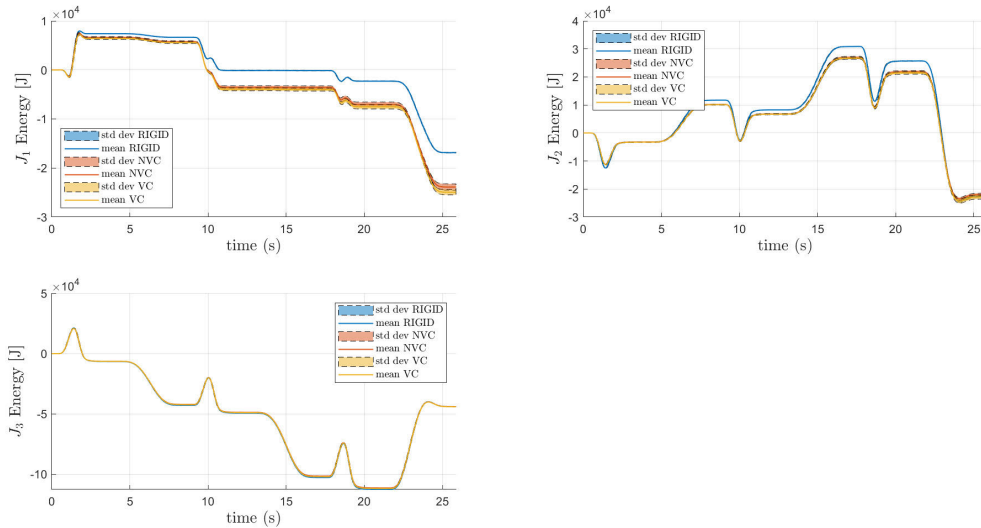 ×10⁴
J₁ Energy [J]
1
0
-1
-2
-3
std dev RIGID
mean RIGID
std dev NVC
mean NVC
std dev VC
mean VC
0 5 10 15 20 25
time (s)
×10⁴
J₂ Energy [J]
4
3
2
1
0
-1
-2
-3
std dev RIGID
mean RIGID
std dev NVC
mean NVC
std dev VC
mean VC
0 5 10 15 20 25
time (s)
×10⁴
J₃ Energy [J]
5
0
-5
-10
std dev RIGID
mean RIGID
std dev NVC
mean NVC
std dev VC
mean VC
0 5 10 15 20 25
time (s)